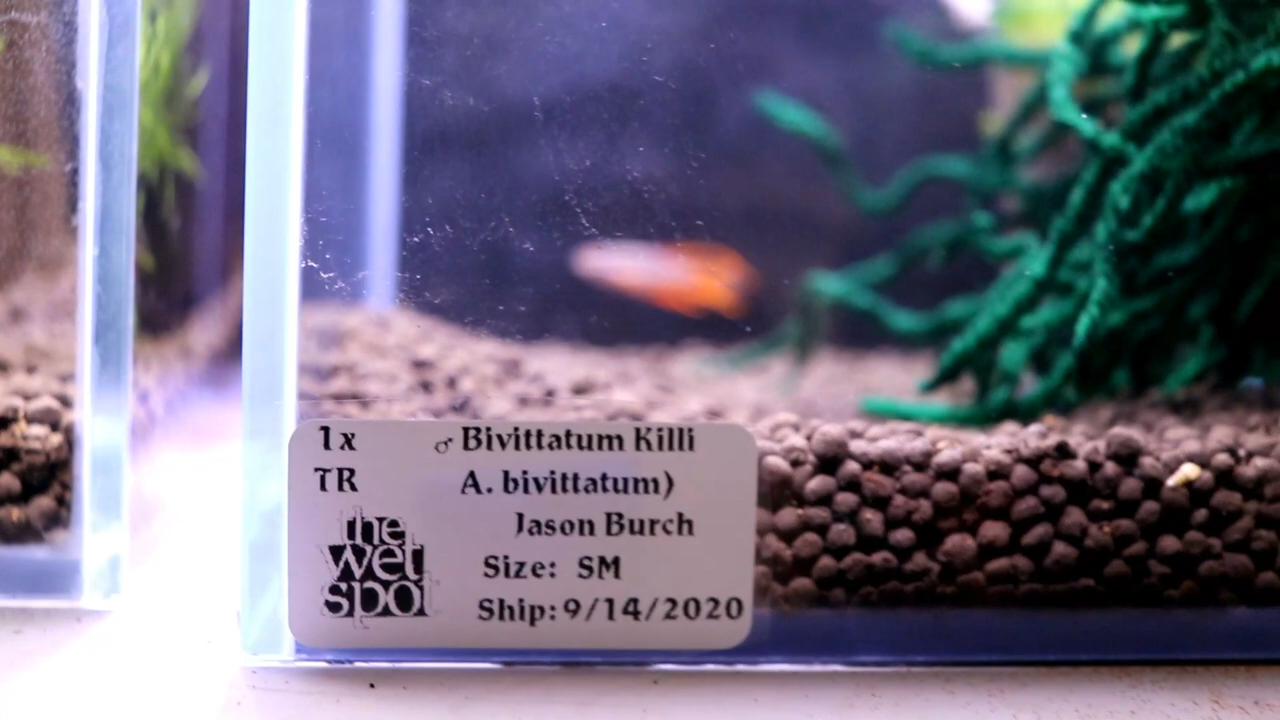 1x ♂ Bivittatum Killi
TR A. bivittatum)
Jason Burch
Size: SM
Ship: 9/14/2020
the
wet
spot